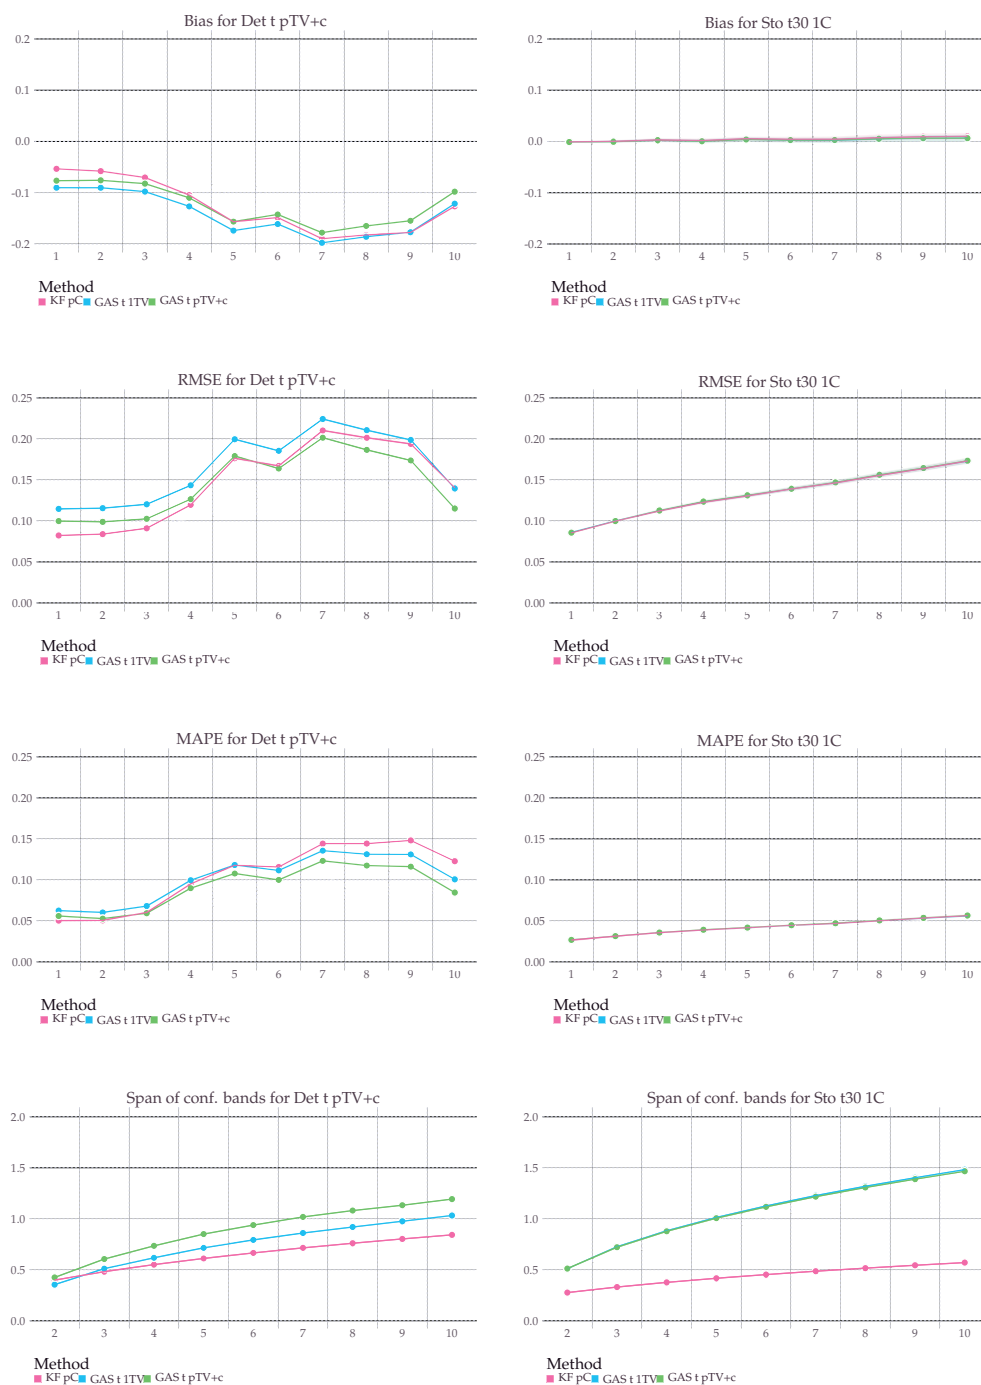 Bias for Det t pTV+c
0.2
0.1
0.0
-0.1
-0.2
1 2 3 4 5 6 7 8 9 10
Method
KF pC GAS t 1TV GAS t pTV+c
Bias for Sto t30 1C
0.2
0.1
0.0
-0.1
-0.2
1 2 3 4 5 6 7 8 9 10
Method
KF pC GAS t 1TV GAS t pTV+c
RMSE for Det t pTV+c
0.25
0.20
0.15
0.10
0.05
0.00
1 2 3 4 5 6 7 8 9 10
Method
KF pC GAS t 1TV GAS t pTV+c
RMSE for Sto t30 1C
0.25
0.20
0.15
0.10
0.05
0.00
1 2 3 4 5 6 7 8 9 10
Method
KF pC GAS t 1TV GAS t pTV+c
MAPE for Det t pTV+c
0.25
0.20
0.15
0.10
0.05
0.00
1 2 3 4 5 6 7 8 9 10
Method
KF pC GAS t 1TV GAS t pTV+c
MAPE for Sto t30 1C
0.25
0.20
0.15
0.10
0.05
0.00
1 2 3 4 5 6 7 8 9 10
Method
KF pC GAS t 1TV GAS t pTV+c
Span of conf. bands for Det t pTV+c
2.0
1.5
1.0
0.5
0.0
2 3 4 5 6 7 8 9 10
Method
KF pC GAS t 1TV GAS t pTV+c
Span of conf. bands for Sto t30 1C
2.0
1.5
1.0
0.5
0.0
2 3 4 5 6 7 8 9 10
Method
KF pC GAS t 1TV GAS t pTV+c